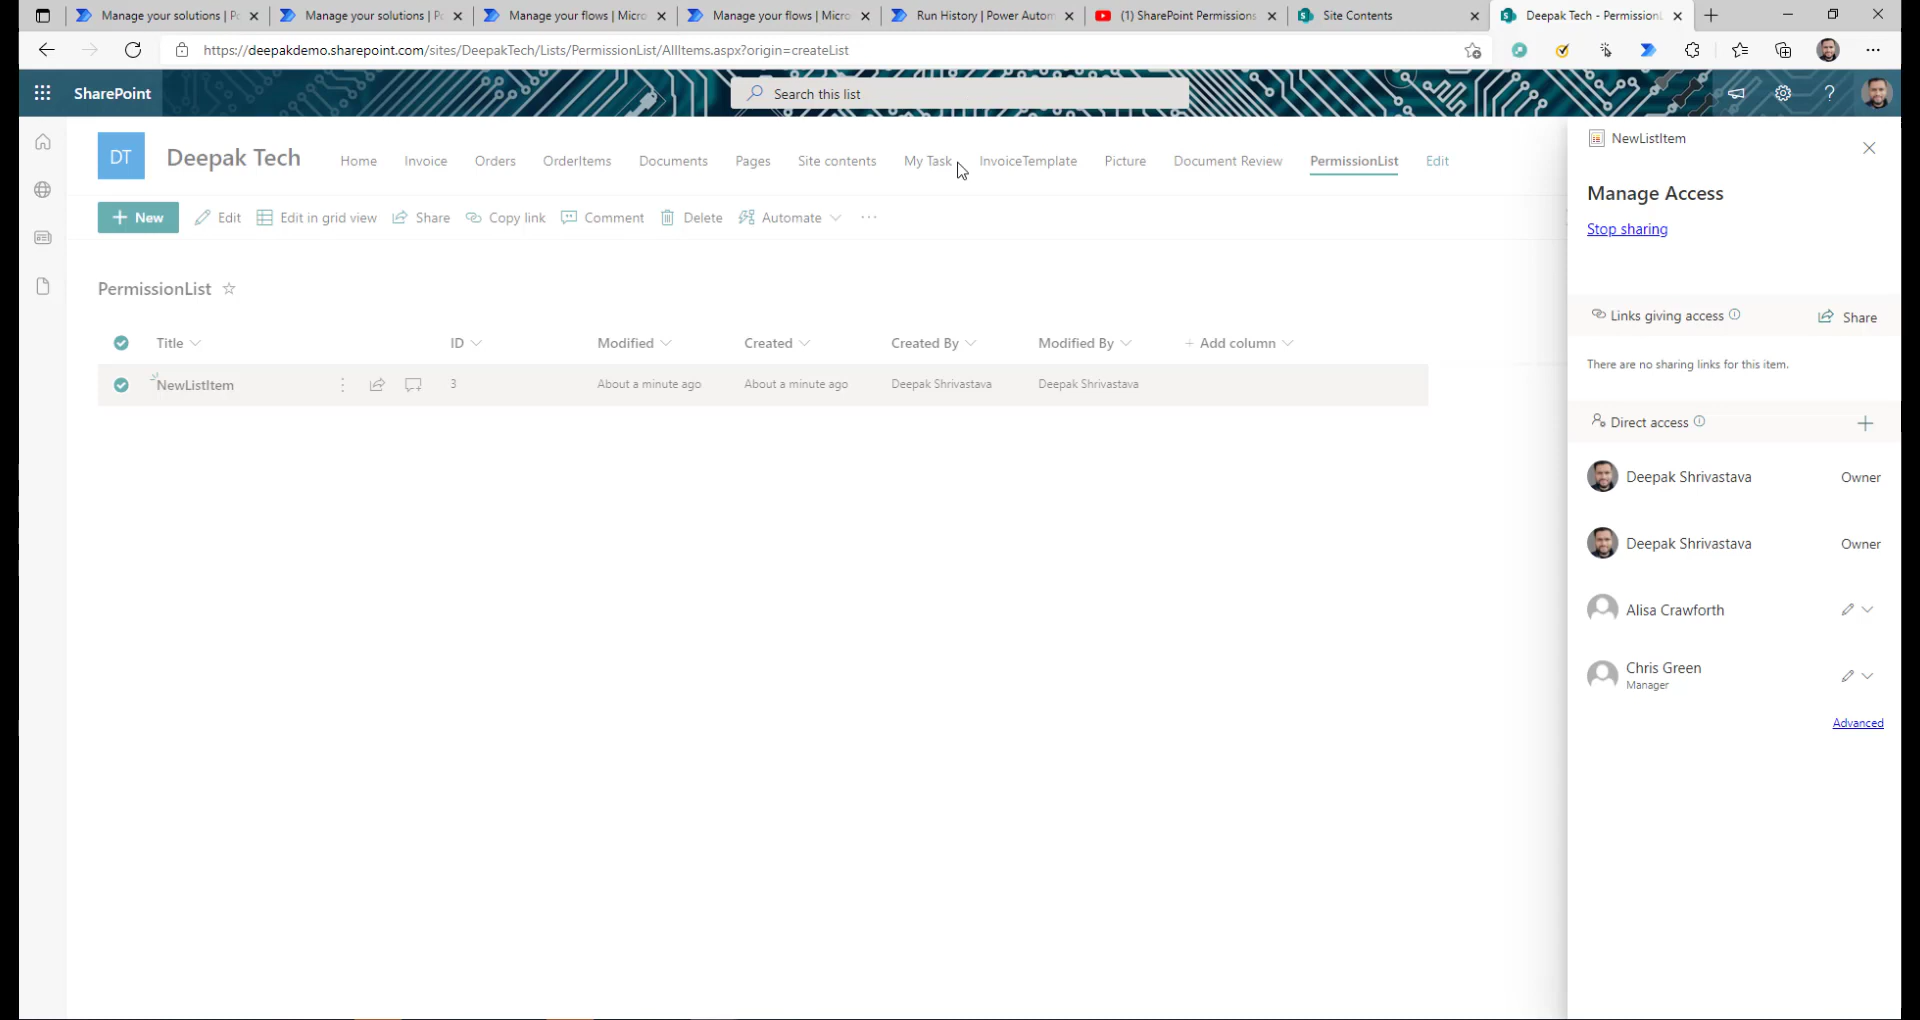 Manage your solutions | Po
Manage your solutions | Po
Manage your flows | Micro
Manage your flows | Micro
Run History | Power Autom
(1) SharePoint Permissions
Site Contents
Deepak Tech - Permission
https://deepakdemo.sharepoint.com/sites/DeepakTech/Lists/PermissionList/AllItems.aspx?origin=createList
SharePoint
Search this list
?
DT
Deepak Tech
Home
Invoice
Orders
OrderItems
Documents
Pages
Site contents
My Task
InvoiceTemplate
Picture
Document Review
PermissionList
Edit
+ New
Edit
Edit in grid view
Share
Copy link
Comment
Delete
Automate
PermissionList
Title
ID
Modified
Created
Created By
Modified By
+ Add column
NewListItem
3
About a minute ago
About a minute ago
Deepak Shrivastava
Deepak Shrivastava
NewListItem
Manage Access
Stop sharing
Links giving access
Share
There are no sharing links for this item.
Direct access
Deepak Shrivastava
Owner
Deepak Shrivastava
Owner
Alisa Crawforth
Chris Green
Manager
Advanced